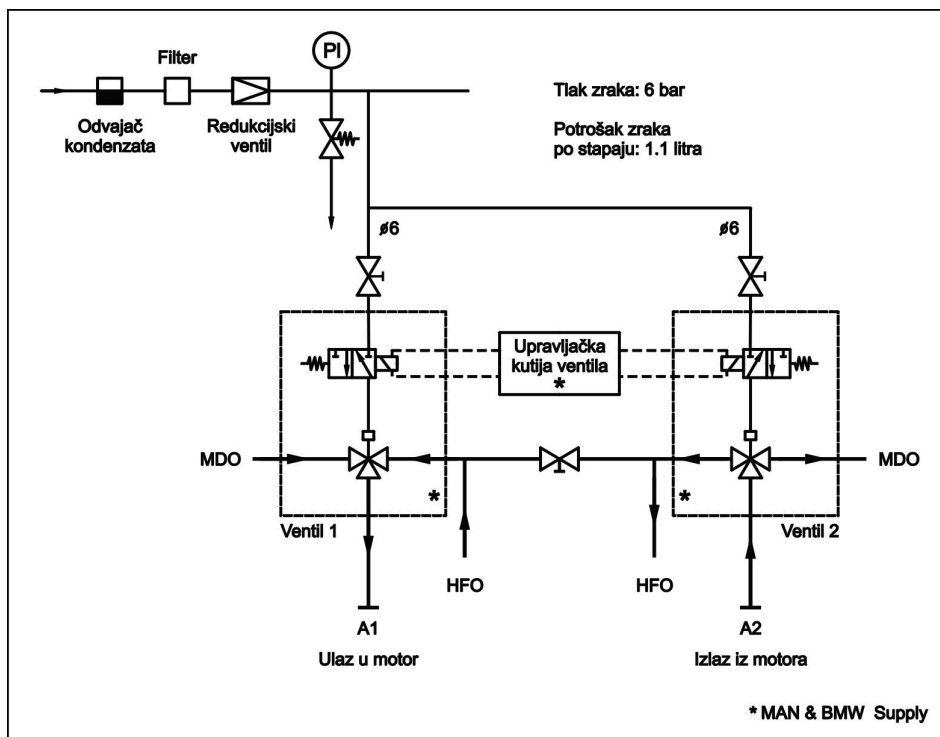 PI
Filter
Odvajač
kondenzata
Redukcijski
ventil
Tlak zraka: 6 bar
Potrošak zraka
po stapaju: 1.1 litra
ø6
ø6
Upravljačka
kutija ventila
*
MDO
MDO
*
*
Ventil 1
Ventil 2
HFO
HFO
A1
A2
Ulaz u motor
Izlaz iz motora
* MAN & BMW Supply